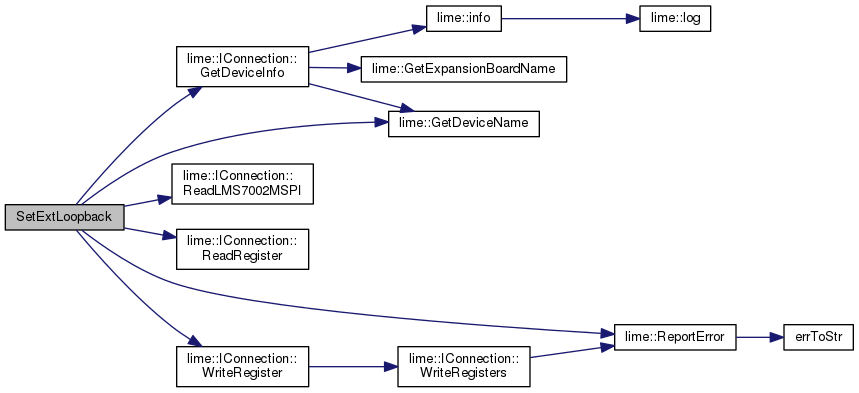 SetExtLoopback
lime::IConnection::
GetDeviceInfo
lime::info
lime::log
lime::GetExpansionBoardName
lime::GetDeviceName
lime::IConnection::
ReadLMS7002MSPI
lime::IConnection::
ReadRegister
lime::IConnection::
WriteRegister
lime::IConnection::
WriteRegisters
lime::ReportError
errToStr